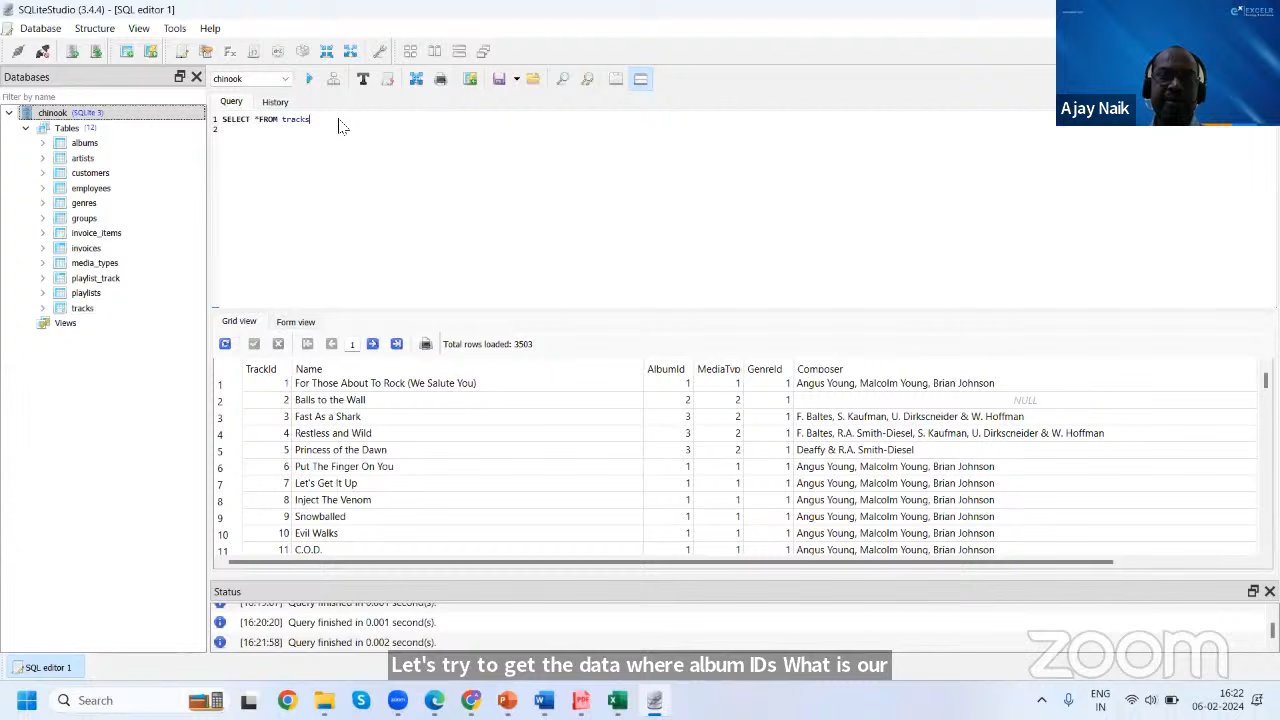 SQLiteStudio (3.4.4) - [SQL editor 1]
Database Structure View Tools Help
Databases
Filter by name
chinook (SQLite 3)
Tables (12)
albums
artists
customers
employees
genres
groups
invoice_items
invoices
media_types
playlist_track
playlists
tracks
Views
chinook
Query History
1 SELECT *FROM tracks
2
EXCELR
Ajay Naik
Grid view Form view
1 Total rows loaded: 3503
TrackId Name AlbumId MediaTyp GenreId Composer
1 1 For Those About To Rock (We Salute You) 1 1 1 Angus Young, Malcolm Young, Brian Johnson
2 2 Balls to the Wall 2 2 1 NULL
3 3 Fast As a Shark 3 2 1 F. Baltes, S. Kaufman, U. Dirkscneider & W. Hoffman
4 4 Restless and Wild 3 2 1 F. Baltes, R.A. Smith-Diesel, S. Kaufman, U. Dirkscneider & W. Hoffman
5 5 Princess of the Dawn 3 2 1 Deaffy & R.A. Smith-Diesel
6 6 Put The Finger On You 1 1 1 Angus Young, Malcolm Young, Brian Johnson
7 7 Let's Get It Up 1 1 1 Angus Young, Malcolm Young, Brian Johnson
8 8 Inject The Venom 1 1 1 Angus Young, Malcolm Young, Brian Johnson
9 9 Snowballed 1 1 1 Angus Young, Malcolm Young, Brian Johnson
10 10 Evil Walks 1 1 1 Angus Young, Malcolm Young, Brian Johnson
11 11 C.O.D. 1 1 1 Angus Young, Malcolm Young, Brian Johnson
Status
[16:20:20] Query finished in 0.001 second(s).
[16:21:58] Query finished in 0.002 second(s).
SQL editor 1
Let's try to get the data where album IDs What is our
zoom
Search
ENG
IN
16:22
06-02-2024